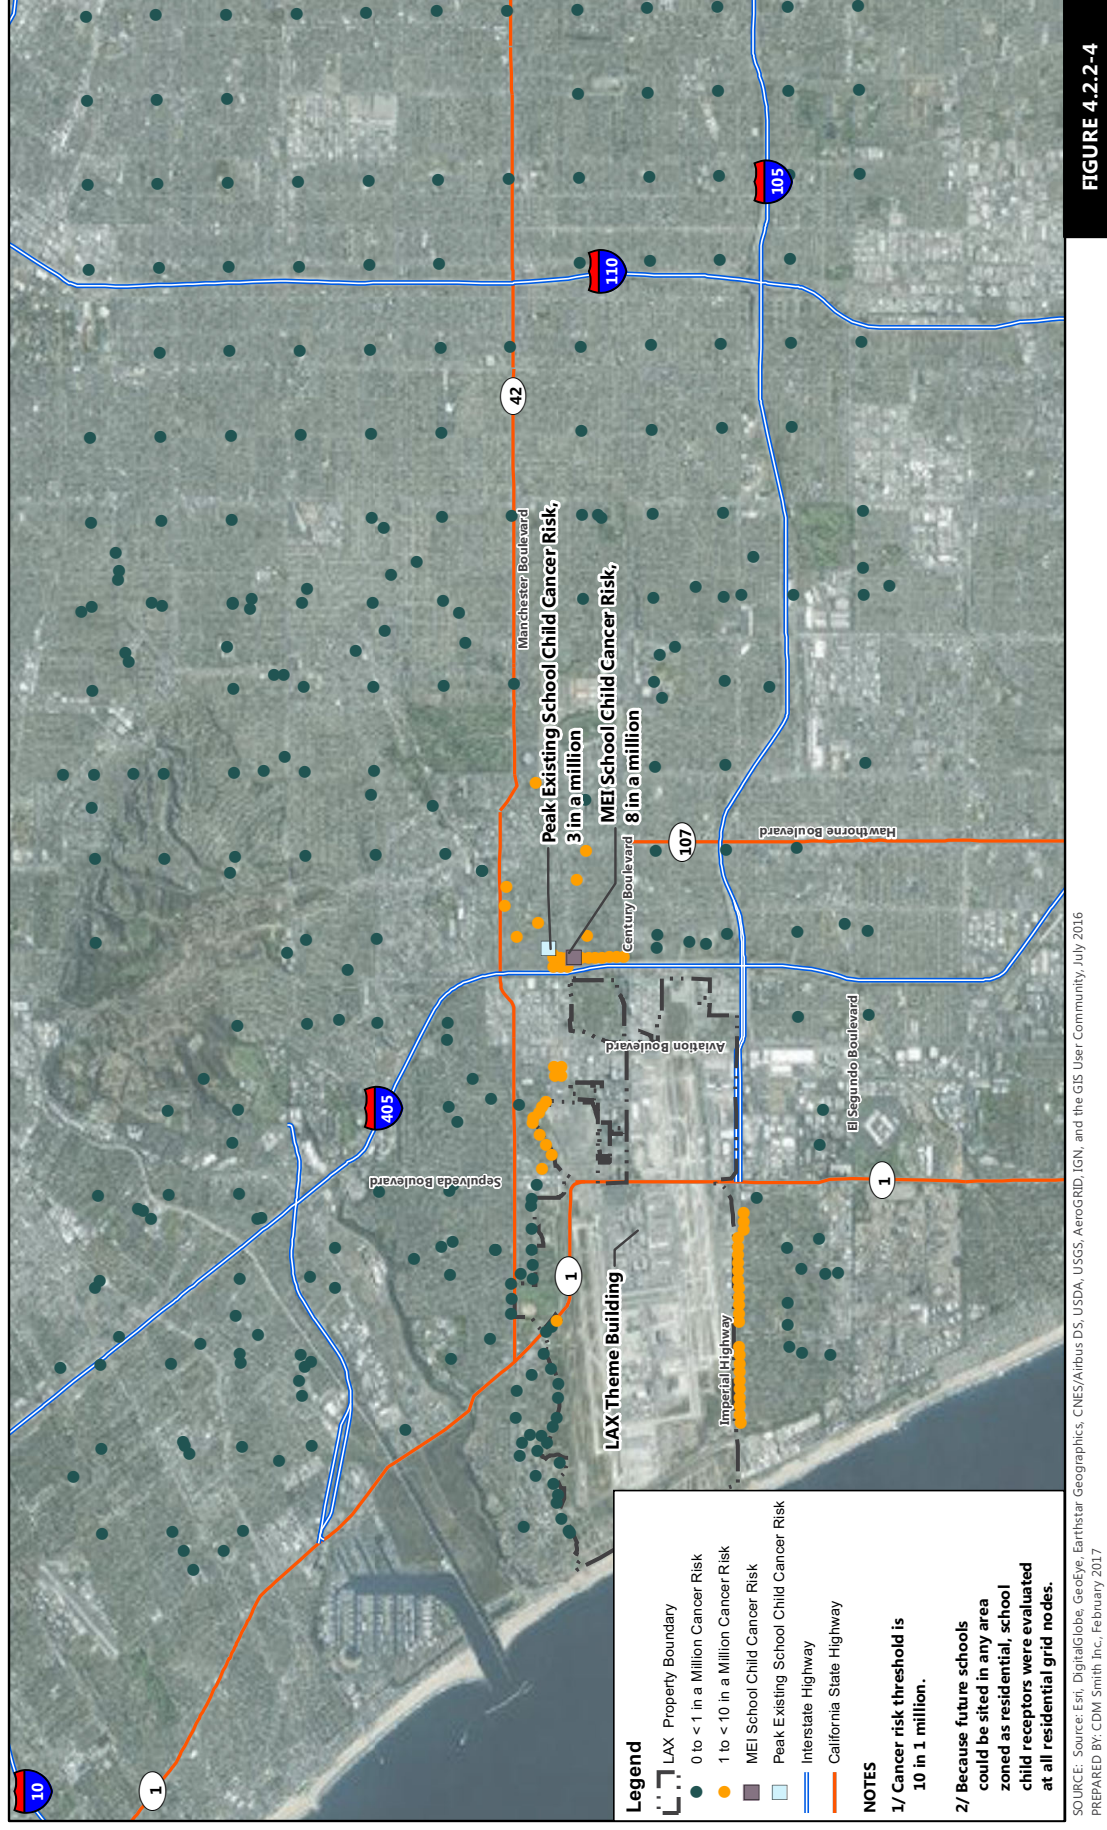 FIGURE 4.2.2-4
10
1
405
1
1
110
105
42
107
Manchester Boulevard
Peak Existing School Child Cancer Risk,
3 in a million
MEI School Child Cancer Risk,
8 in a million
Century Boulevard
Hawthorne Boulevard
Aviation Boulevard
El Segundo Boulevard
Sepulveda Boulevard
LAX Theme Building
Imperial Highway
Legend
LAX Property Boundary
0 to < 1 in a Million Cancer Risk
1 to < 10 in a Million Cancer Risk
MEI School Child Cancer Risk
Peak Existing School Child Cancer Risk
Interstate Highway
California State Highway
NOTES
1/ Cancer risk threshold is
10 in 1 million.
2/ Because future schools
could be sited in any area
zoned as residential, school
child receptors were evaluated
at all residential grid nodes.
SOURCE: Source: Esri, DigitalGlobe, GeoEye, Earthstar Geographics, CNES/Airbus DS, USDA, USGS, AeroGRID, IGN, and the GIS User Community, July 2016
PREPARED BY: CDM Smith Inc., February 2017